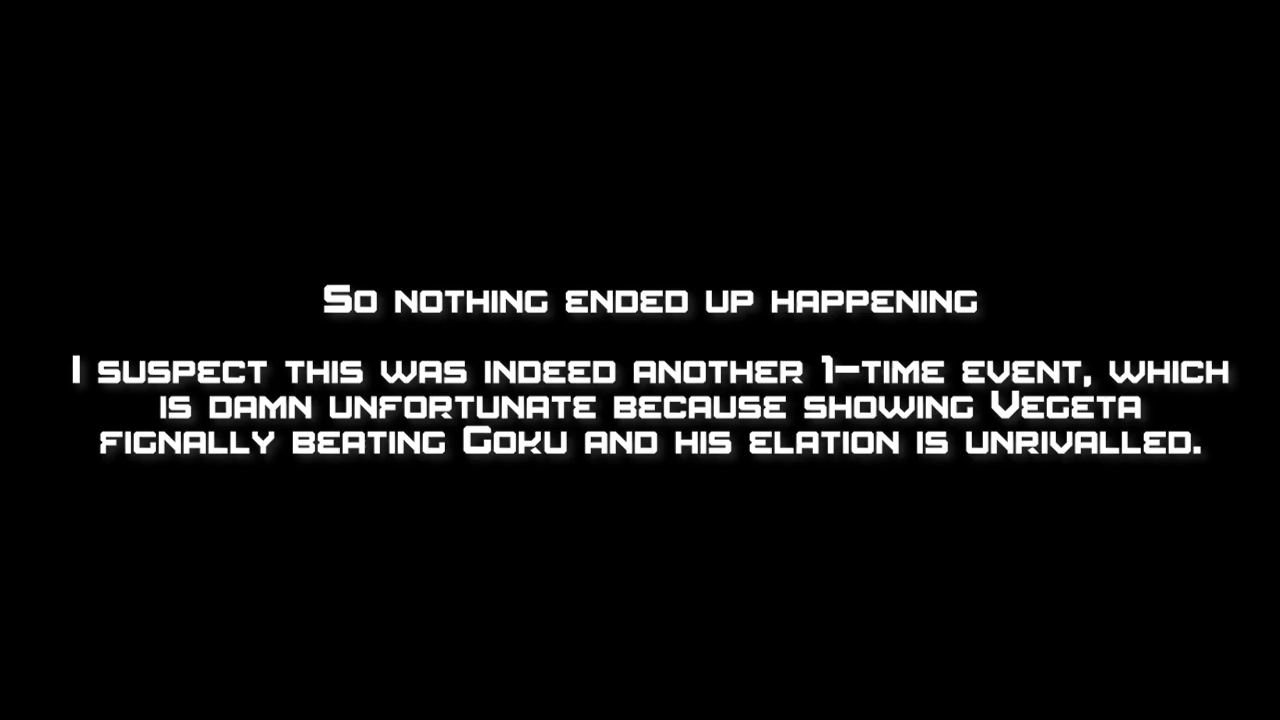 So nothing ended up happening
I suspect this was indeed another 1-time event, which
is damn unfortunate because showing Vegeta
fignally beating Goku and his elation is unrivalled.